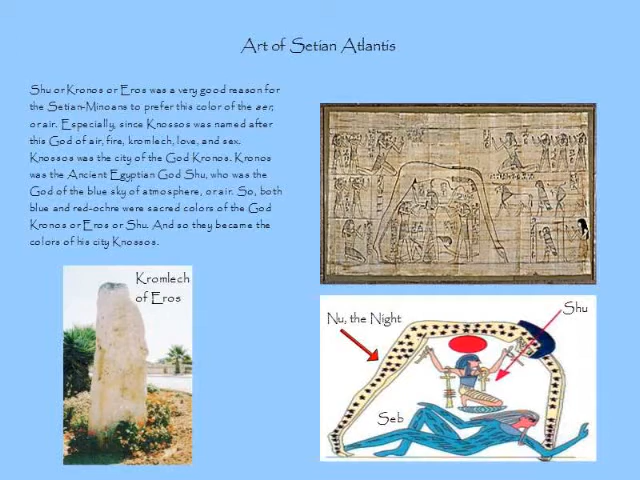 Art of Setian Atlantis
Shu or Kronos or Eros was a very good reason for
the Setian-Minoans to prefer this color of the aer,
or air. Especially, since Knossos was named after
this God of air, fire, kromlech, love, and sex.
Knossos was the city of the God Kronos. Kronos
was the Ancient Egyptian God Shu, who was the
God of the blue sky of atmosphere, or air. So, both
blue and red-ochre were sacred colors of the God
Kronos or Eros or Shu. And so they became the
colors of his city Knossos.
Kromlech
of Eros
Nu, the Night
Shu
Seb